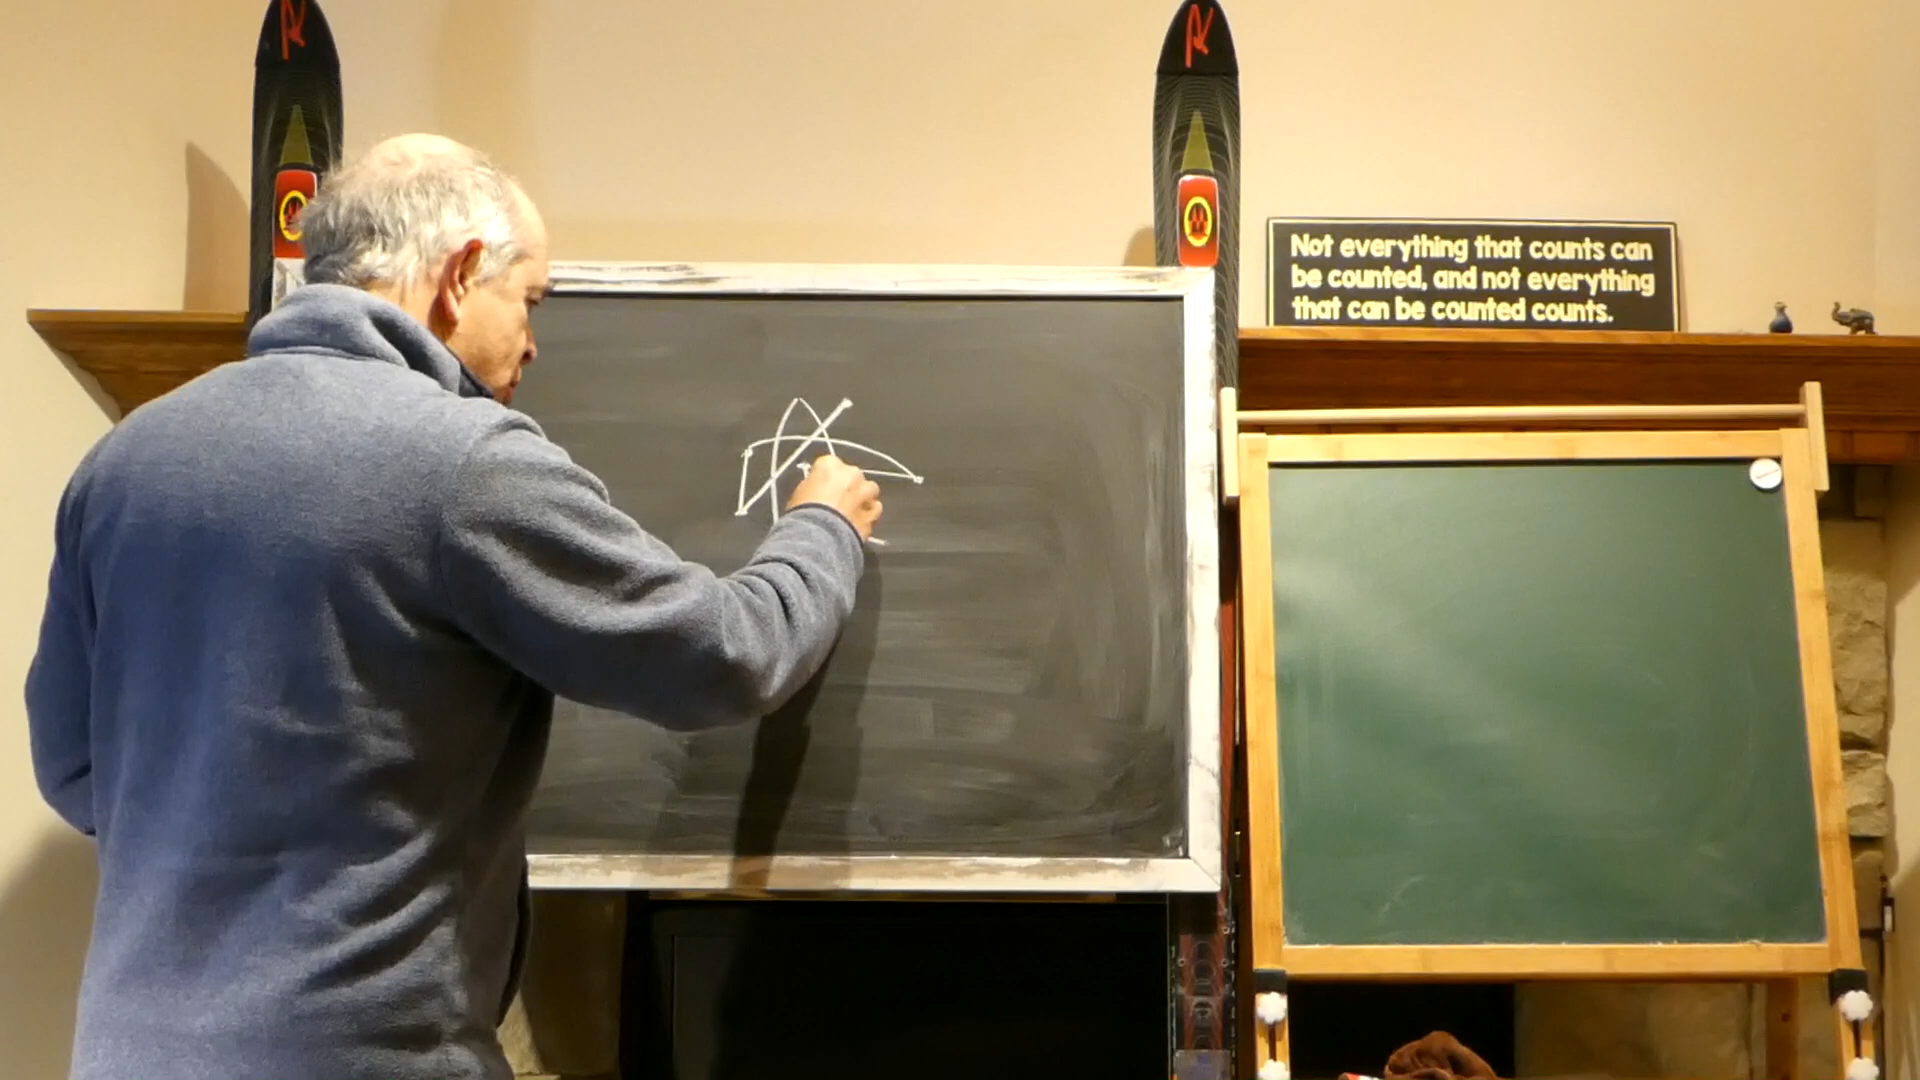 Not everything that counts can
be counted, and not everything
that can be counted counts.